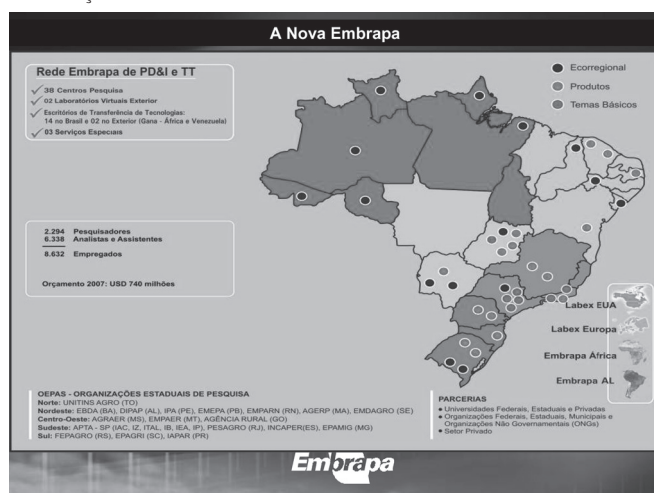 A Nova Embrapa
Rede Embrapa de PD&I e TT
38 Centros Pesquisa
02 Laboratórios Virtuais Exterior
Escritórios de Transferência de Tecnologias:
14 no Brasil e 02 no Exterior (Gana - África e Venezuela)
03 Serviços Especiais
Ecorregional
Produtos
Temas Básicos
2.294 Pesquisadores
6.338 Analistas e Assistentes
8.632 Empregados
Orçamento 2007: USD 740 milhões
Labex EUA
Labex Europa
Embrapa África
Embrapa AL
OEPAS - ORGANIZAÇÕES ESTADUAIS DE PESQUISA
Norte: UNITINS AGRO (TO)
Nordeste: EBDA (BA), DIPAP (AL), IPA (PE), EMEPA (PB), EMPARN (RN), AGERP (MA), EMDAGRO (SE)
Centro-Oeste: AGRAER (MS), EMPAER (MT), AGÊNCIA RURAL (GO)
Sudeste: APTA - SP (IAC, IZ, ITAL, IB, IEA, IP), PESAGRO (RJ), INCAPER(ES), EPAMIG (MG)
Sul: FEPAGRO (RS), EPAGRI (SC), IAPAR (PR)
PARCERIAS
• Universidades Federais, Estaduais e Privadas
• Organizações Federais, Estaduais, Municipais e
Organizações Não Governamentais (ONGs)
• Setor Privado
Embrapa